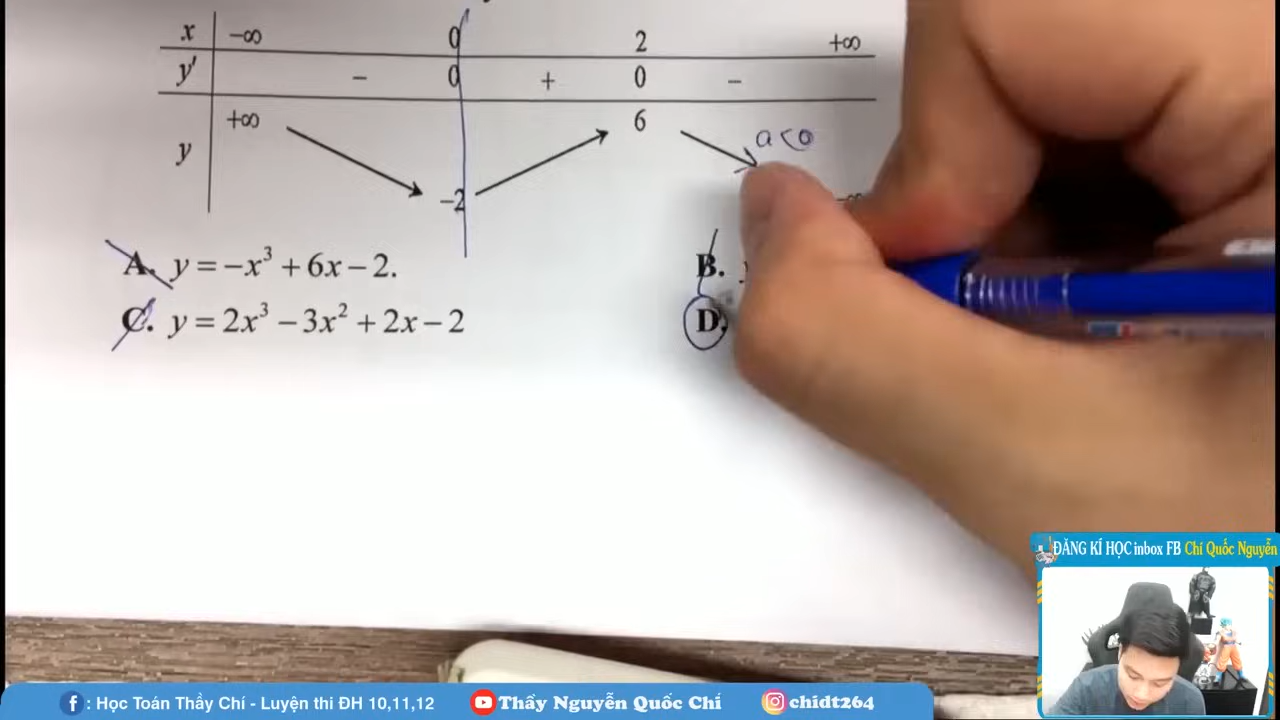 x −∞ 0 2 +∞
y' − 0 + 0 −
+∞ 6 a<0
y
−2 −∞
A. y = −x³ + 6x − 2. B.
C. y = 2x³ − 3x² + 2x − 2 D.
ĐĂNG KÍ HỌC inbox FB Chí Quốc Nguyễn
: Học Toán Thầy Chí - Luyện thi ĐH 10,11,12 Thầy Nguyễn Quốc Chí chidt264